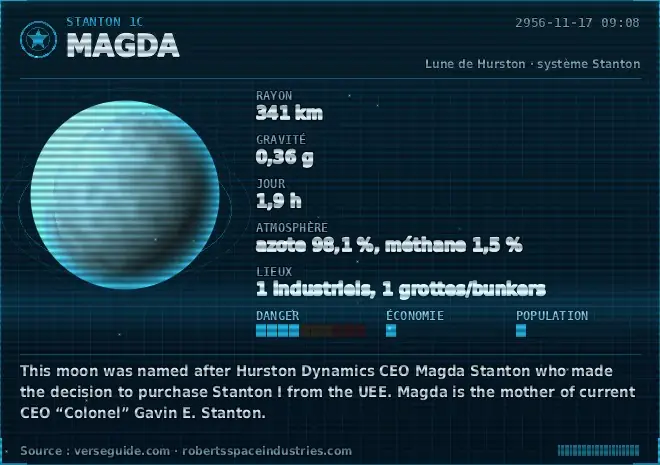 STANTON 1C
MAGDA
2956-11-17 09:08
Lune de Hurston · système Stanton
RAYON
341 km
GRAVITÉ
0,36 g
JOUR
1,9 h
ATMOSPHÈRE
azote 98,1 %, méthane 1,5 %
LIEUX
1 industriels, 1 grottes/bunkers
DANGER
ÉCONOMIE
POPULATION
This moon was named after Hurston Dynamics CEO Magda Stanton who made
the decision to purchase Stanton I from the UEE. Magda is the mother of current
CEO “Colonel” Gavin E. Stanton.
Source : verseguide.com · robertsspaceindustries.com